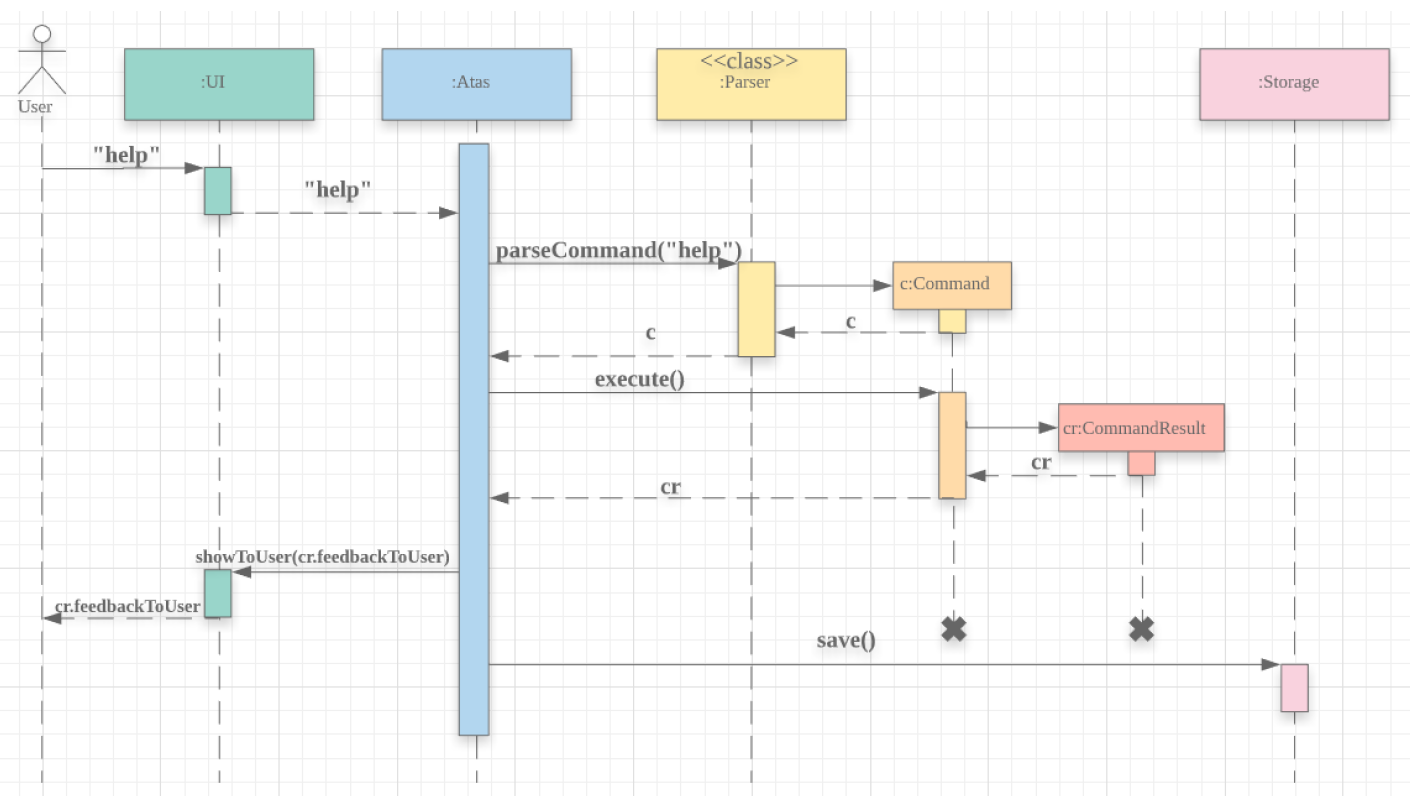 <<class>>
:UI
:Atas
:Parser
:Storage
User
"help"
"help"
parseCommand("help")
c:Command
c
c
execute()
cr:CommandResult
cr
cr
showToUser(cr.feedbackToUser)
cr.feedbackToUser
save()